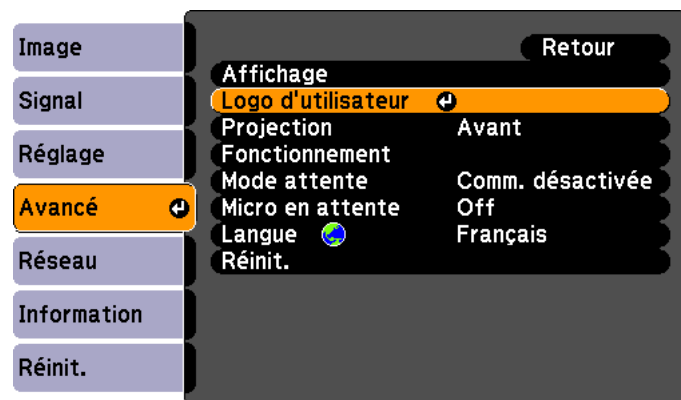 Image
Signal
Réglage
Avancé
Réseau
Information
Réinit.
Retour
Affichage
Logo d'utilisateur
Projection Avant
Fonctionnement
Mode attente Comm. désactivée
Micro en attente Off
Langue Français
Réinit.